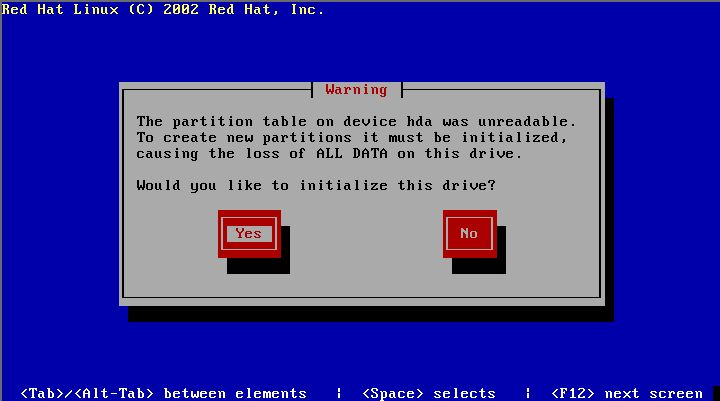 Red Hat Linux (C) 2002 Red Hat, Inc.
Warning
The partition table on device hda was unreadable.
To create new partitions it must be initialized,
causing the loss of ALL DATA on this drive.
Would you like to initialize this drive?
Yes No
<Tab>/<Alt-Tab> between elements | <Space> selects | <F12> next screen